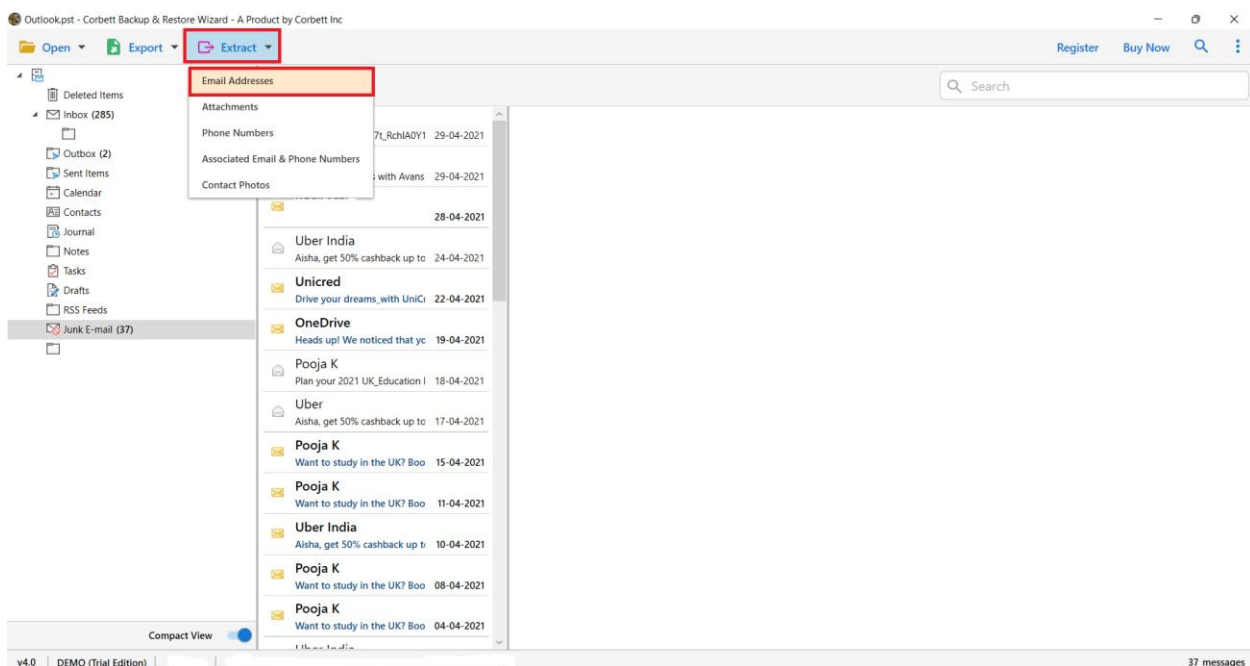 Outlook.pst - Corbett Backup & Restore Wizard - A Product by Corbett Inc
Open Export Extract Register Buy Now
Email Addresses
Attachments
Phone Numbers
Associated Email & Phone Numbers
Contact Photos
Search
Deleted Items
Inbox (285)
Outbox (2)
Sent Items
Calendar
Contacts
Journal
Notes
Tasks
Drafts
RSS Feeds
Junk E-mail (37)
29-04-2021
with Avans 29-04-2021
28-04-2021
Uber India
Aisha, get 50% cashback up to 24-04-2021
Unicred
Drive your dreams_with 22-04-2021
OneDrive
Heads up! We noticed that yc 19-04-2021
Pooja K
Plan your 2021 UK_Education 18-04-2021
Uber
Aisha, get 50% cashback up to 17-04-2021
Pooja K
Want to study in the UK? Boo 15-04-2021
Pooja K
Want to study in the UK? Boo 11-04-2021
Uber India
Aisha, get 50% cashback up 10-04-2021
Pooja K
Want to study in the UK? Boo 08-04-2021
Pooja K
Want to study in the UK? Boo 04-04-2021
Compact View
v4.0 DEMO (Trial Edition) 37 messages